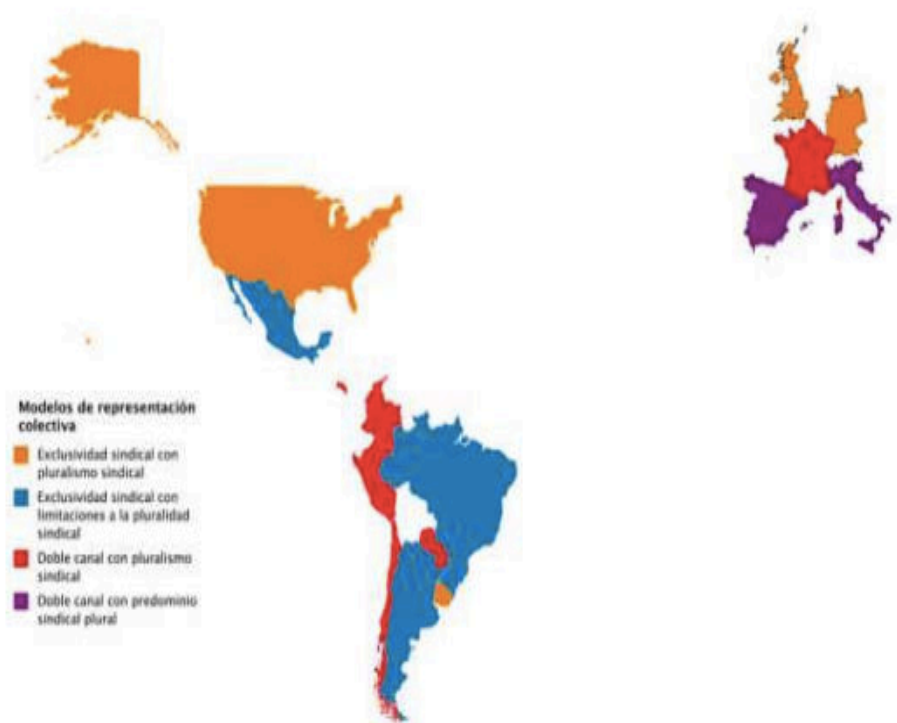 Modelos de representación
colectiva
Exclusividad sindical con
pluralismo sindical
Exclusividad sindical con
limitaciones a la pluralidad
sindical
Doble canal con pluralismo
sindical
Doble canal con predominio
sindical plural